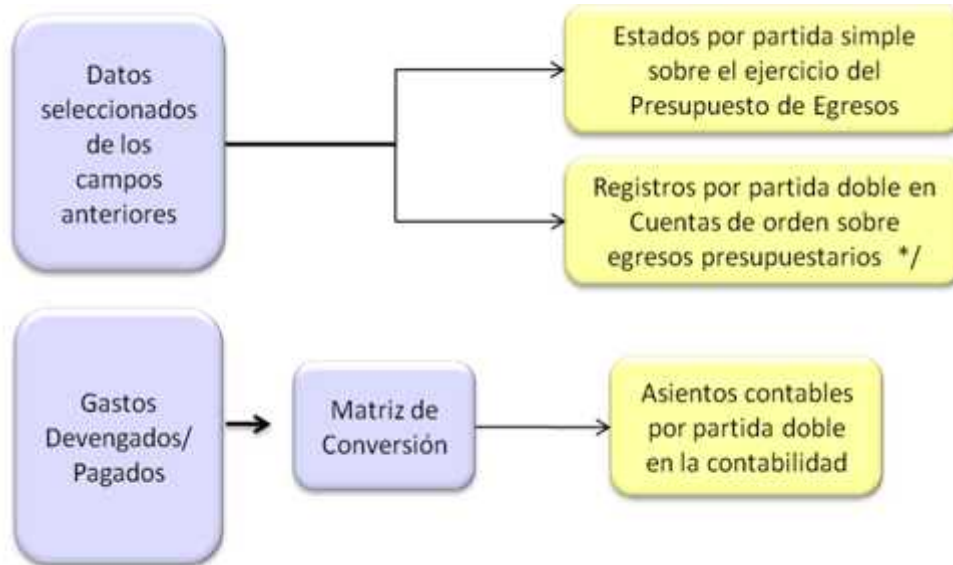 Datos
seleccionados
de los
campos
anteriores
Estados por partida simple
sobre el ejercicio del
Presupuesto de Egresos
Registros por partida doble en
Cuentas de orden sobre
egresos presupuestarios */
Gastos
Devengados/
Pagados
Matriz de
Conversión
Asientos contables
por partida doble
en la contabilidad